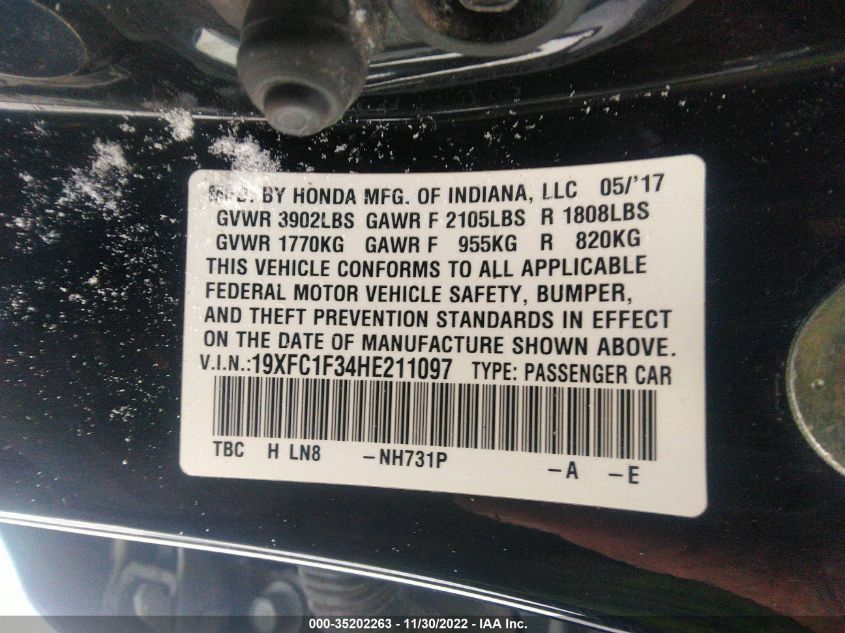 MFD. BY HONDA MFG. OF INDIANA, LLC 05/'17
GVWR 3902LBS GAWR F 2105LBS R 1808LBS
GVWR 1770KG GAWR F 955KG R 820KG
THIS VEHICLE CONFORMS TO ALL APPLICABLE
FEDERAL MOTOR VEHICLE SAFETY, BUMPER,
AND THEFT PREVENTION STANDARDS IN EFFECT
ON THE DATE OF MANUFACTURE SHOWN ABOVE.
V.I.N.:19XFC1F34HE211097 TYPE: PASSENGER CAR
TBC H LN8 -NH731P -A -E
000-35202263 - 11/30/2022 - IAA Inc.